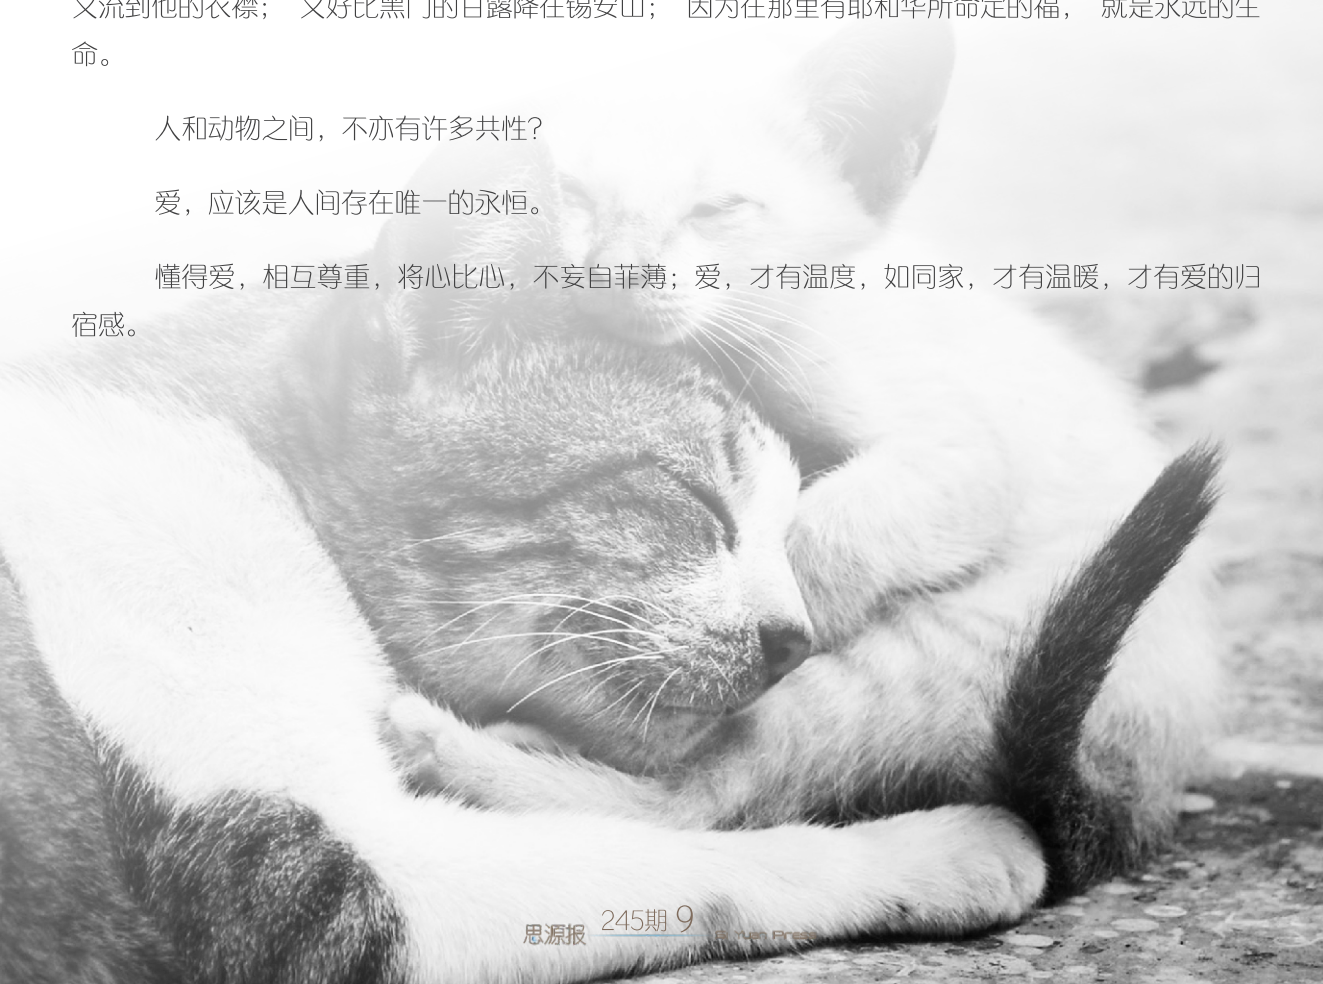 又流到他的衣襟； 又好比黑门的甘露降在锡安山； 因为在那里有耶和华所命定的福， 就是永远的生
命。
人和动物之间，不亦有许多共性？
爱，应该是人间存在唯一的永恒。
懂得爱，相互尊重，将心比心，不妄自菲薄；爱，才有温度，如同家，才有温暖，才有爱的归
宿感。
思源报 245期 9 Si Yuan Press